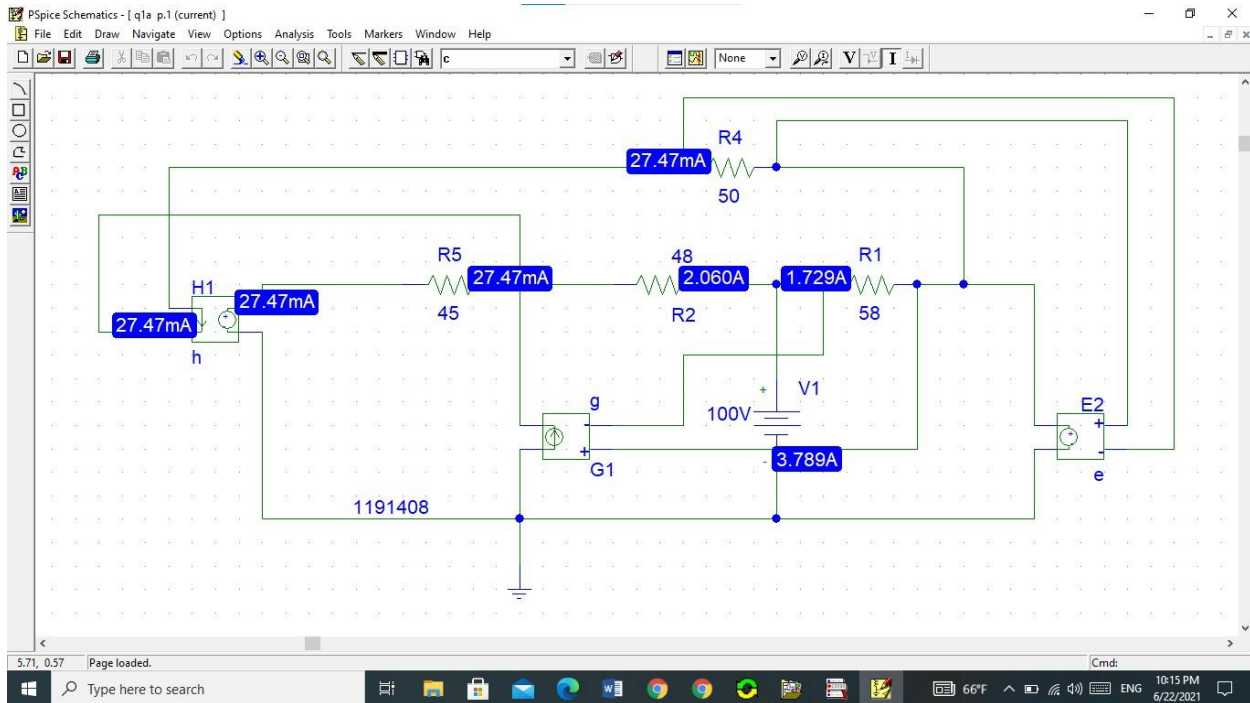 PSpice Schematics - [ q1a p.1 (current) ]
File Edit Draw Navigate View Options Analysis Tools Markers Window Help
c
None
V
I
R4
27.47mA
50
R5
48
R1
27.47mA
2.060A
1.729A
H1
27.47mA
45
R2
58
27.47mA
h
+
V1
g
100V
E2
+
-
+
-
-
3.789A
G1
e
1191408
5.71, 0.57 Page loaded.
Cmd:
Type here to search
66°F
ENG
10:15 PM
6/22/2021